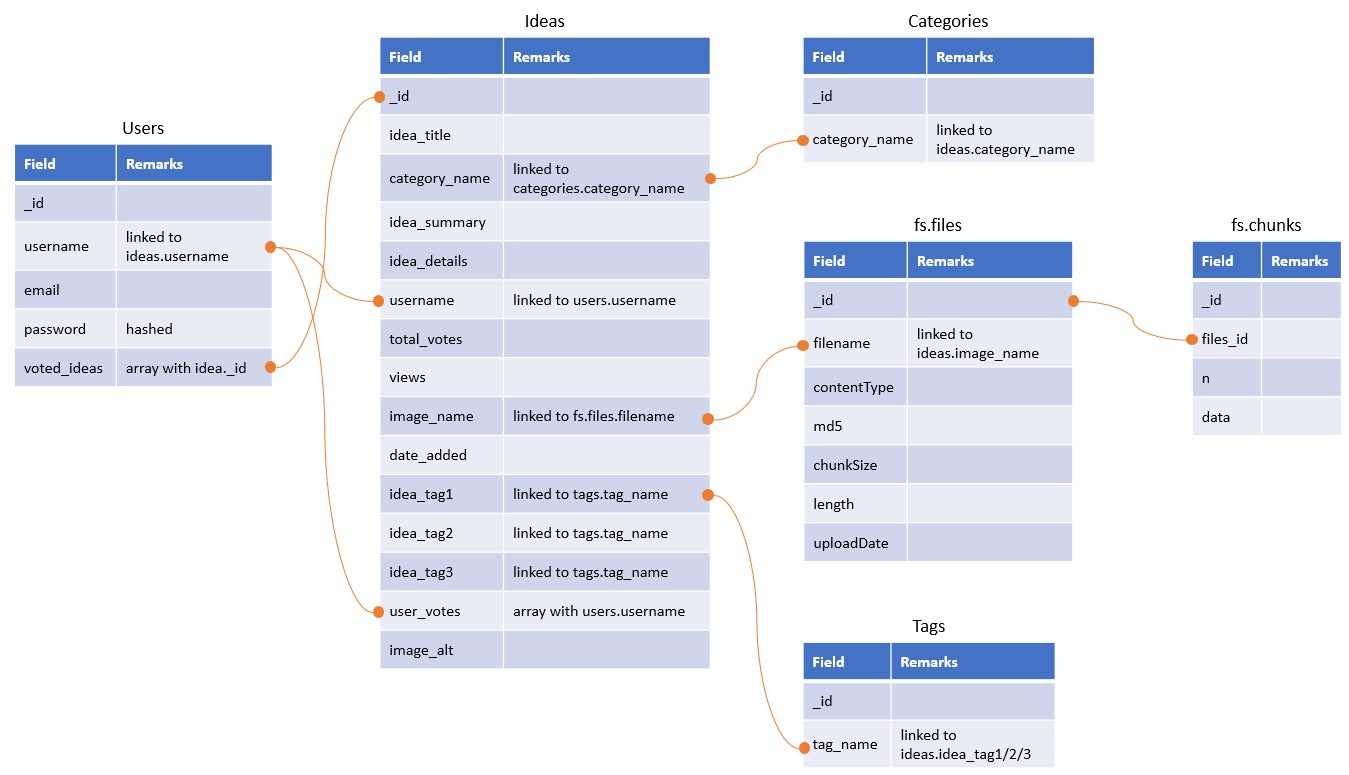 Users
Field Remarks
_id
username linked to
ideas.username
email
password hashed
voted_ideas array with idea._id
Ideas
Field Remarks
_id
idea_title
category_name linked to
categories.category_name
idea_summary
idea_details
username linked to users.username
total_votes
views
image_name linked to fs.files.filename
date_added
idea_tag1 linked to tags.tag_name
idea_tag2 linked to tags.tag_name
idea_tag3 linked to tags.tag_name
user_votes array with users.username
image_alt
Categories
Field Remarks
_id
category_name linked to
ideas.category_name
fs.files
Field Remarks
_id
filename linked to
ideas.image_name
contentType
md5
chunkSize
length
uploadDate
fs.chunks
Field Remarks
_id
files_id
n
data
Tags
Field Remarks
_id
tag_name linked to
ideas.idea_tag1/2/3